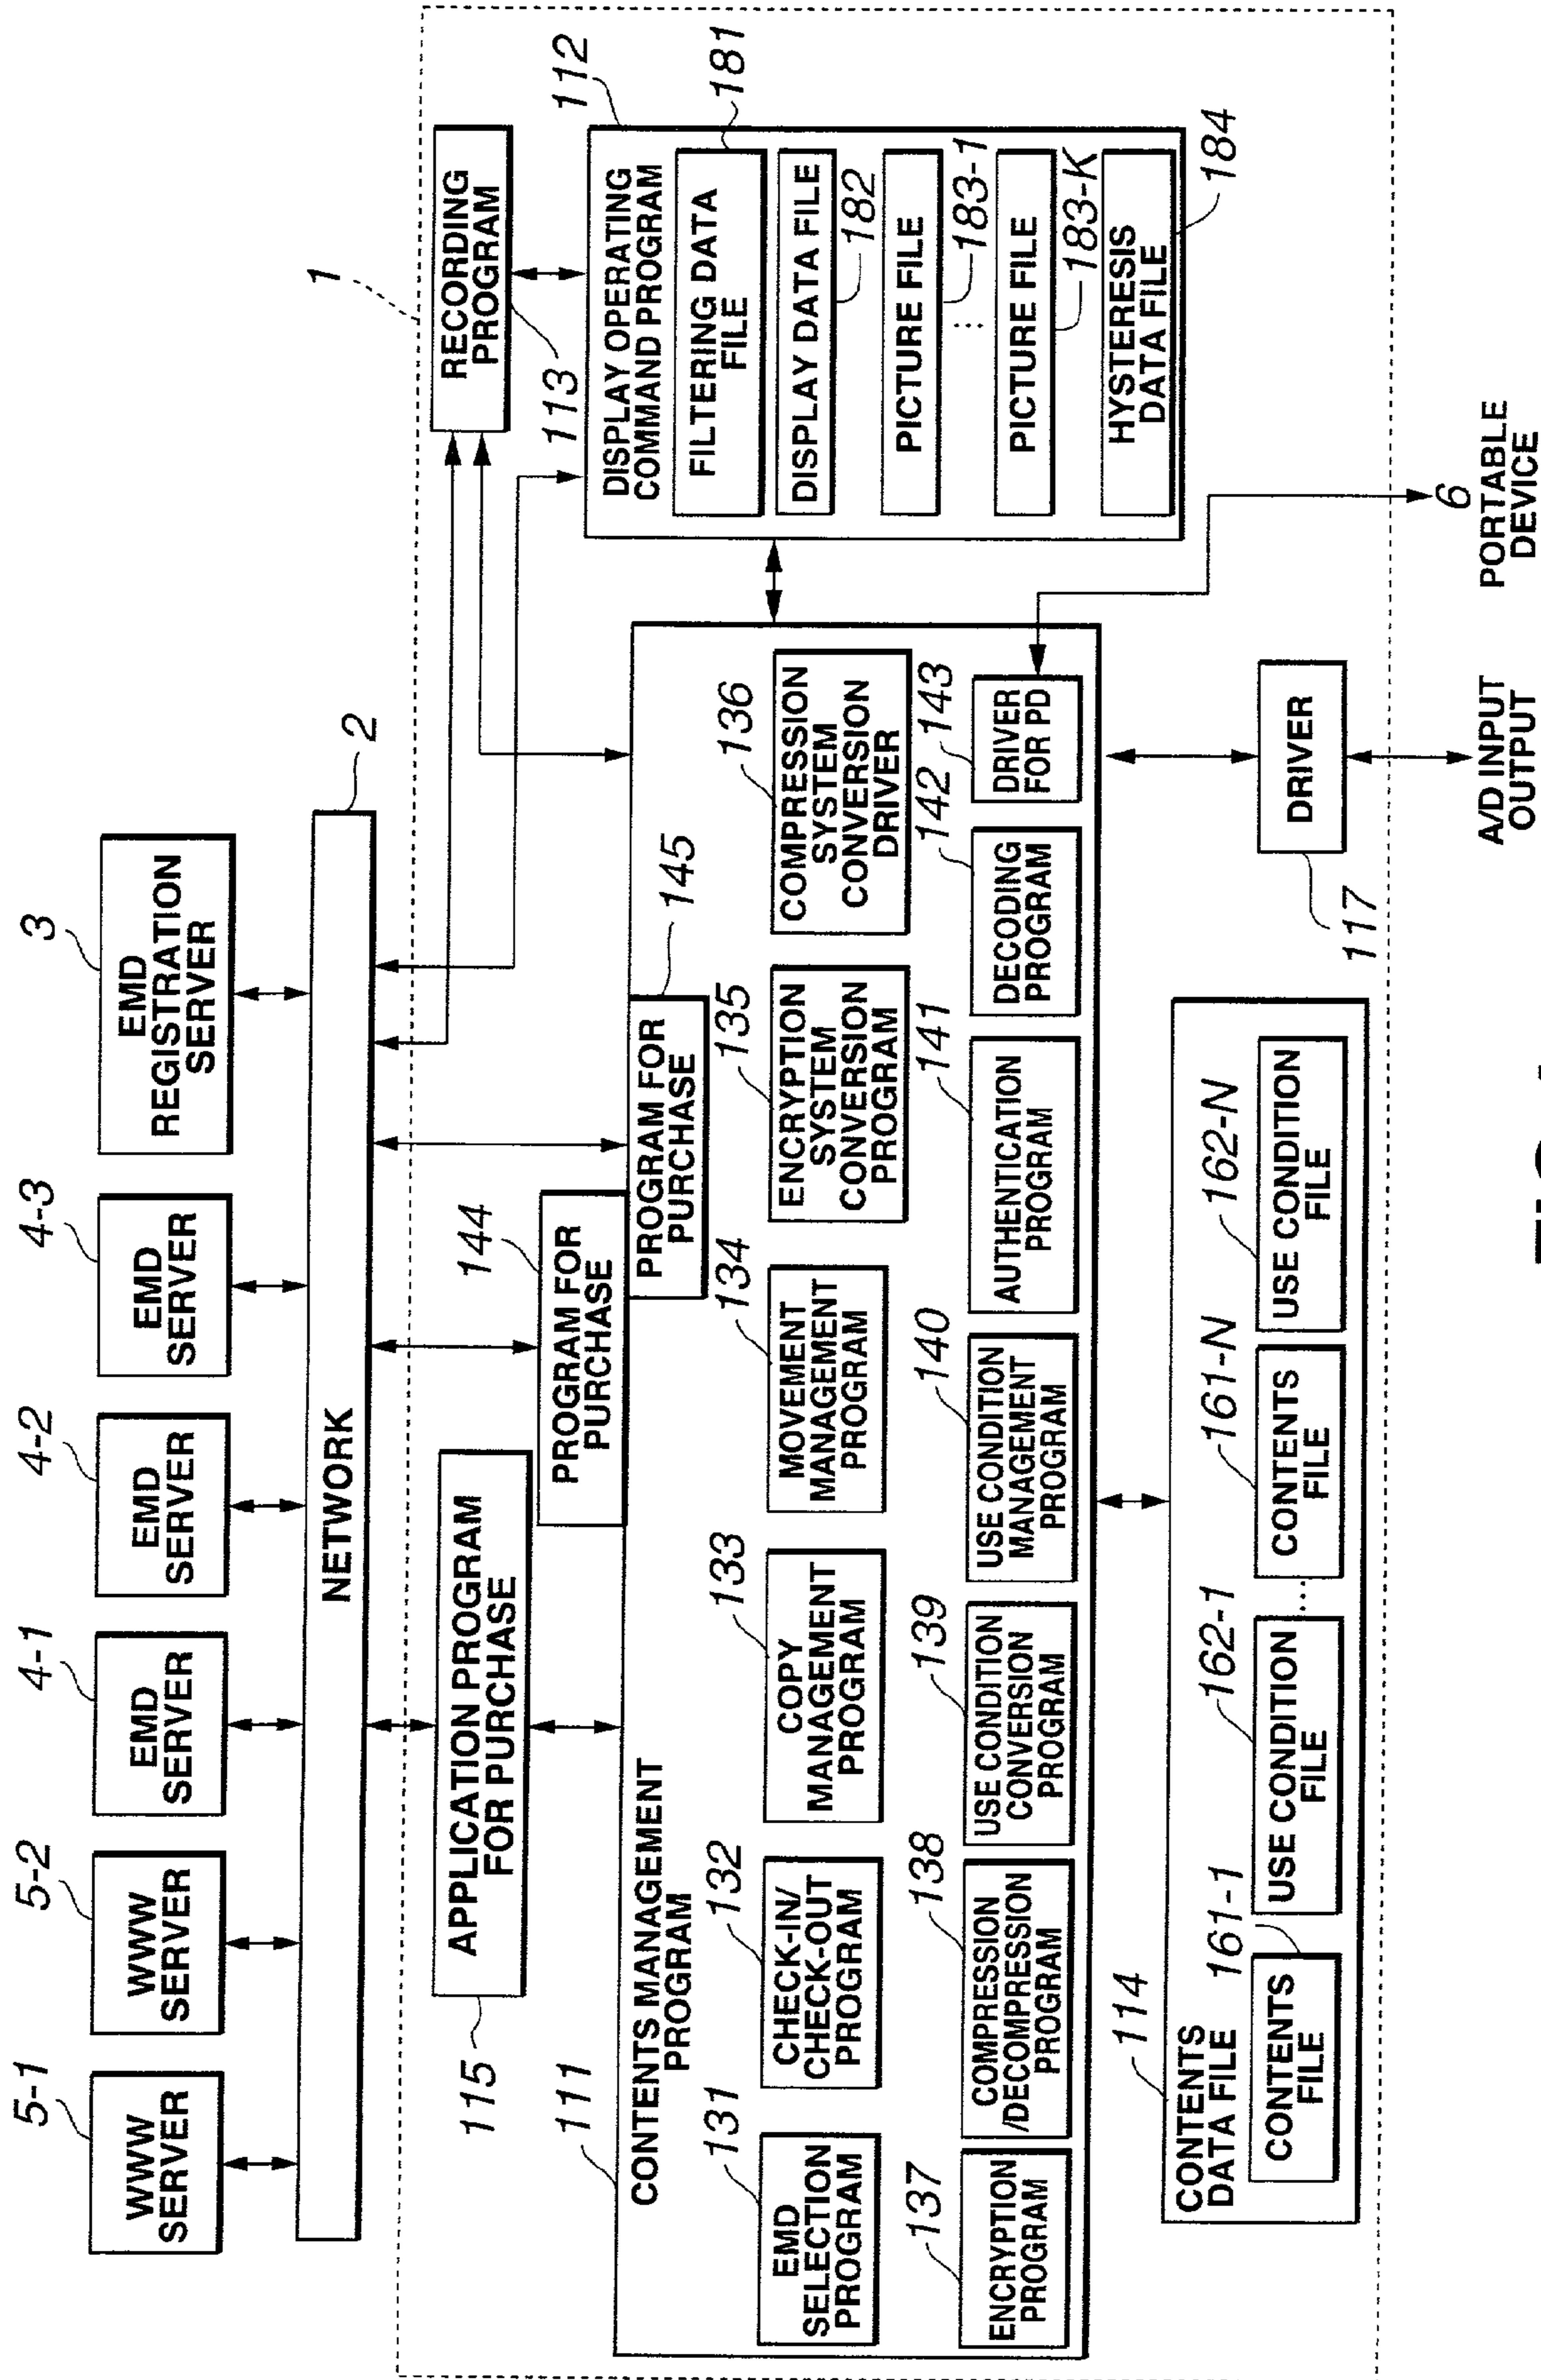 5-1
WWW
SERVER
5-2
WWW
SERVER
4-1
EMD
SERVER
4-2
EMD
SERVER
4-3
EMD
SERVER
3
EMD
REGISTRATION
SERVER
NETWORK
2
1
115
APPLICATION PROGRAM
FOR PURCHASE
144
PROGRAM FOR
PURCHASE
PROGRAM FOR
PURCHASE
145
RECORDING
PROGRAM
113
111
CONTENTS MANAGEMENT
PROGRAM
131
EMD
SELECTION
PROGRAM
132
CHECK-IN/
CHECK-OUT
PROGRAM
133
COPY
MANAGEMENT
PROGRAM
134
MOVEMENT
MANAGEMENT
PROGRAM
135
ENCRYPTION
SYSTEM
CONVERSION
PROGRAM
136
COMPRESSION
SYSTEM
CONVERSION
DRIVER
137
ENCRYPTION
PROGRAM
138
COMPRESSION
/DECOMPRESSION
PROGRAM
139
USE CONDITION
CONVERSION
PROGRAM
140
USE CONDITION
MANAGEMENT
PROGRAM
141
AUTHENTICATION
PROGRAM
142
DECODING
PROGRAM
143
DRIVER
FOR PD
112
DISPLAY OPERATING
COMMAND PROGRAM
FILTERING DATA
FILE
181
DISPLAY DATA FILE
182
PICTURE FILE
183-1
...
PICTURE FILE
183-K
HYSTERESIS
DATA FILE
184
114
CONTENTS
DATA FILE
161-1
CONTENTS
FILE
162-1
USE CONDITION
FILE
...
161-N
CONTENTS
FILE
162-N
USE CONDITION
FILE
DRIVER
117
A/D INPUT
OUTPUT
6
PORTABLE
DEVICE